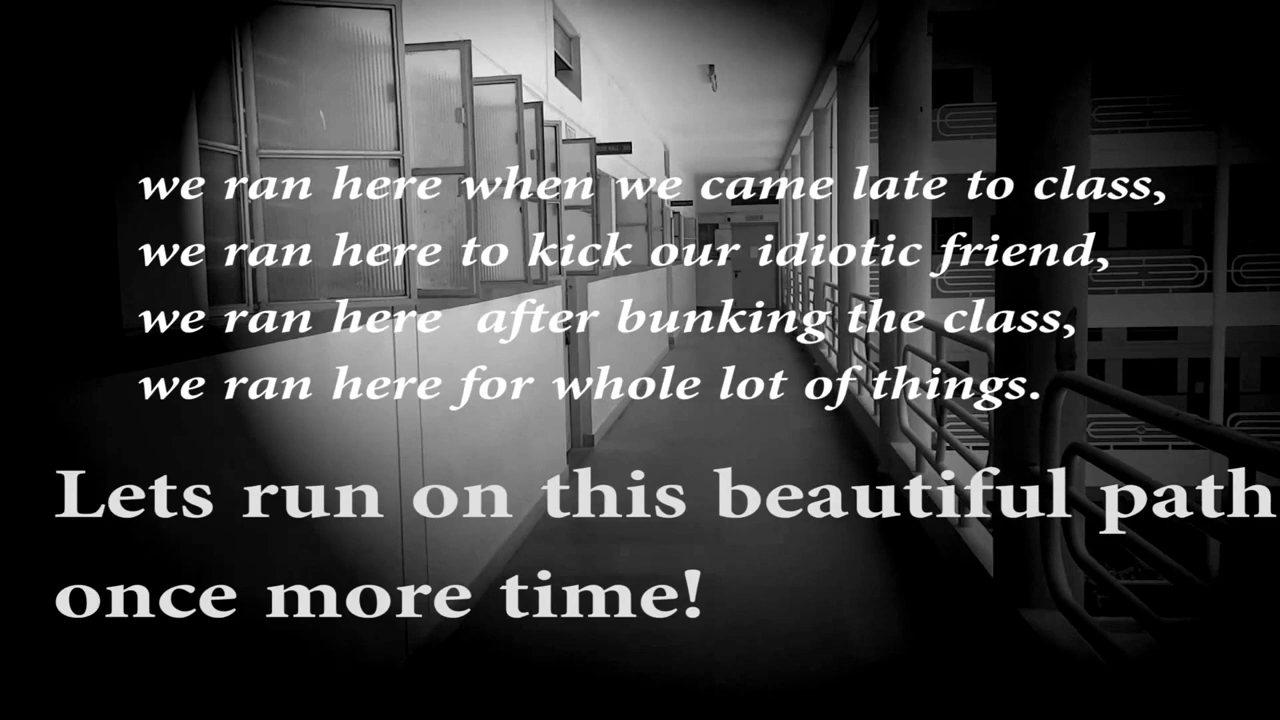 we ran here when we came late to class,
we ran here to kick our idiotic friend,
we ran here  after bunking the class,
we ran here for whole lot of things.
Lets run on this beautiful path
once more time!